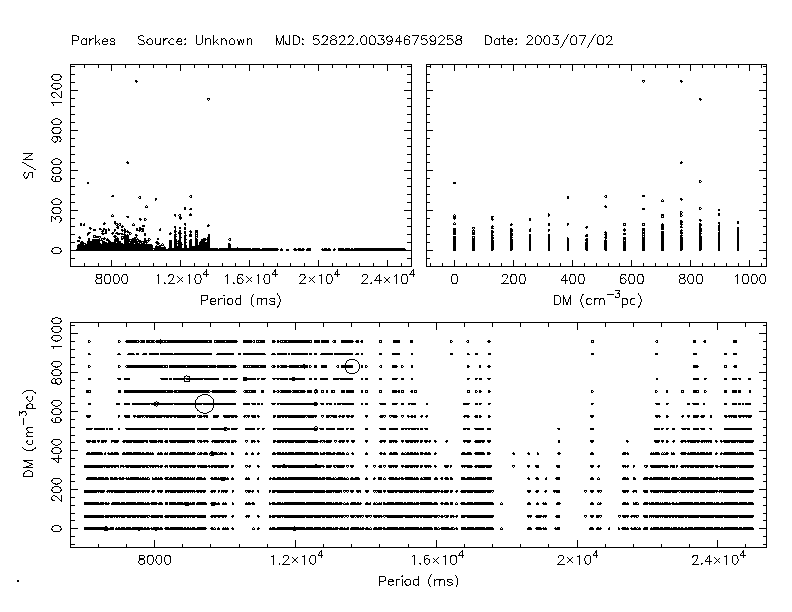 Parkes Source: Unknown MJD: 52822.003946759258 Date: 2003/07/02
S/N
1200
900
600
300
0
8000 1.2×10⁴ 1.6×10⁴ 2×10⁴ 2.4×10⁴
Period (ms)
0 200 400 600 800 1000
DM (cm⁻³pc)
DM (cm⁻³pc)
1000
800
600
400
200
0
8000 1.2×10⁴ 1.6×10⁴ 2×10⁴ 2.4×10⁴
Period (ms)